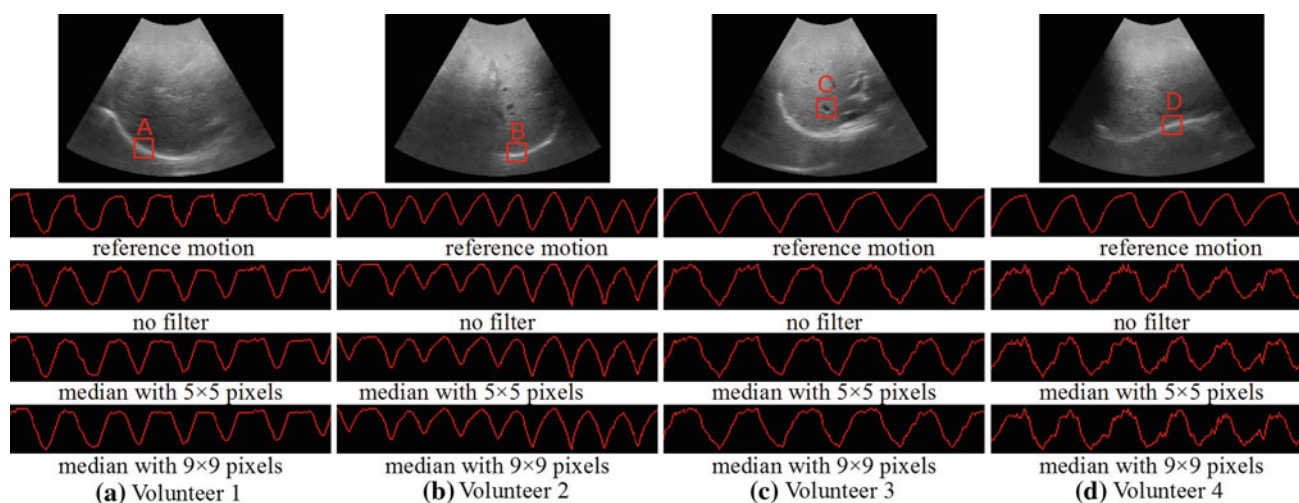 A
B
C
D
reference motion reference motion reference motion reference motion
no filter no filter no filter no filter
median with 5×5 pixels median with 5×5 pixels median with 5×5 pixels median with 5×5 pixels
median with 9×9 pixels median with 9×9 pixels median with 9×9 pixels median with 9×9 pixels
(a) Volunteer 1 (b) Volunteer 2 (c) Volunteer 3 (d) Volunteer 4